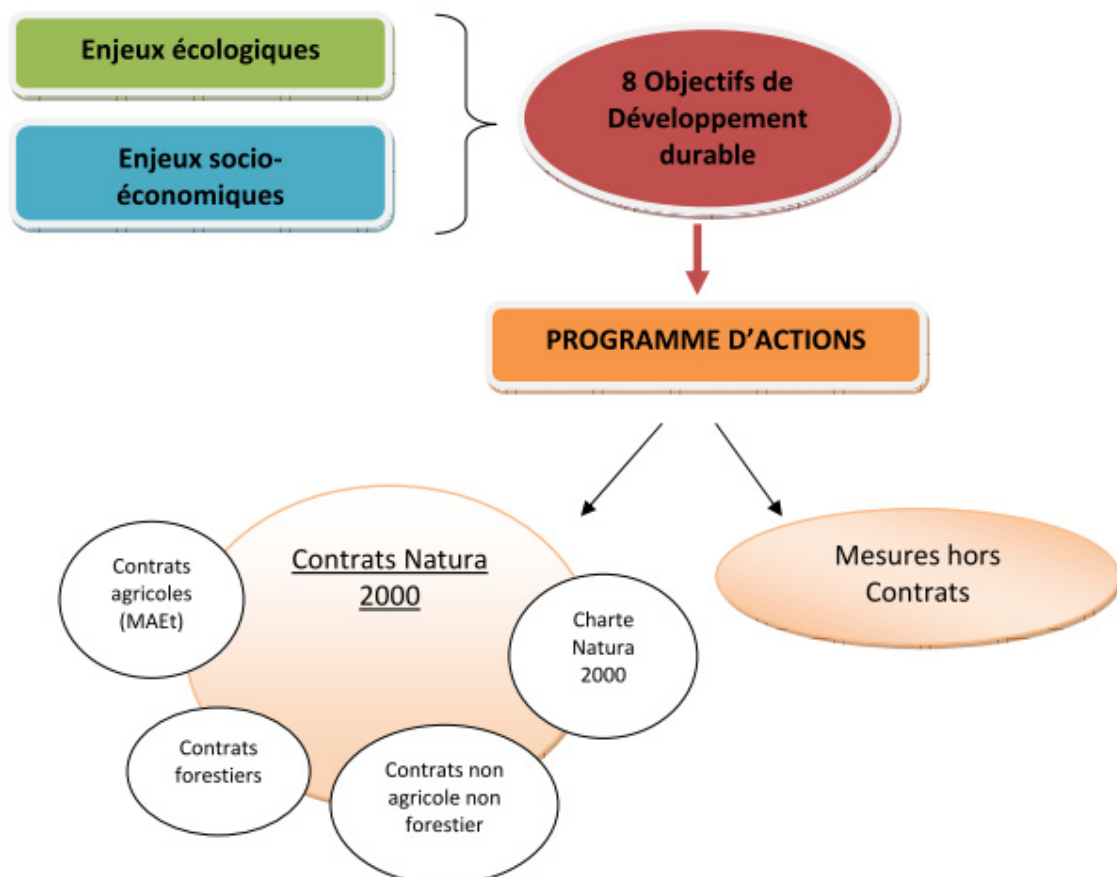 Enjeux écologiques
Enjeux socio-
économiques
8 Objectifs de
Développement
durable
PROGRAMME D’ACTIONS
Contrats Natura
2000
Contrats
agricoles
(MAEt)
Charte
Natura
2000
Contrats
forestiers
Contrats non
agricole non
forestier
Mesures hors
Contrats